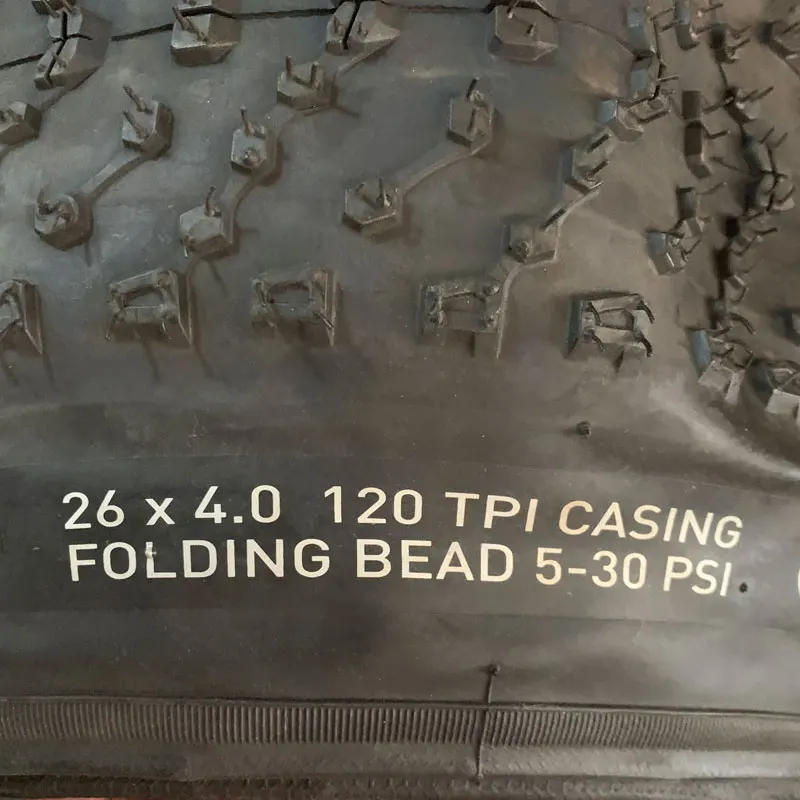 26 x 4.0 120 TPI CASING
FOLDING BEAD 5-30 PSI